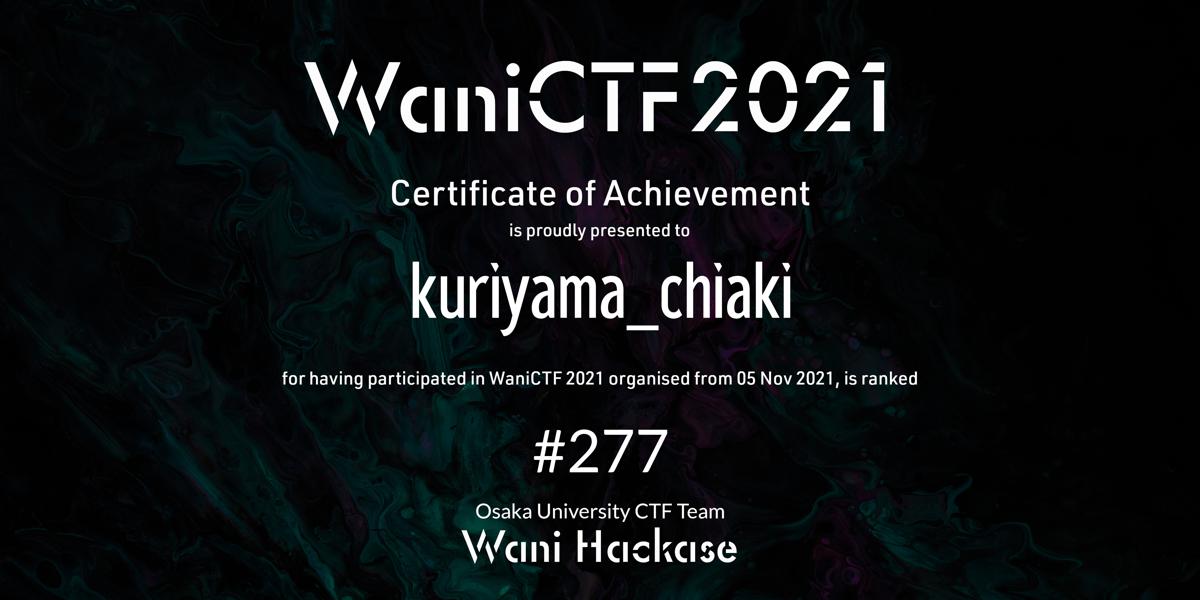 WaniCTF2021
Certificate of Achievement
is proudly presented to
kuriyama_chiaki
for having participated in WaniCTF 2021 organised from 05 Nov 2021, is ranked
#277
Osaka University CTF Team
Wani Hackase